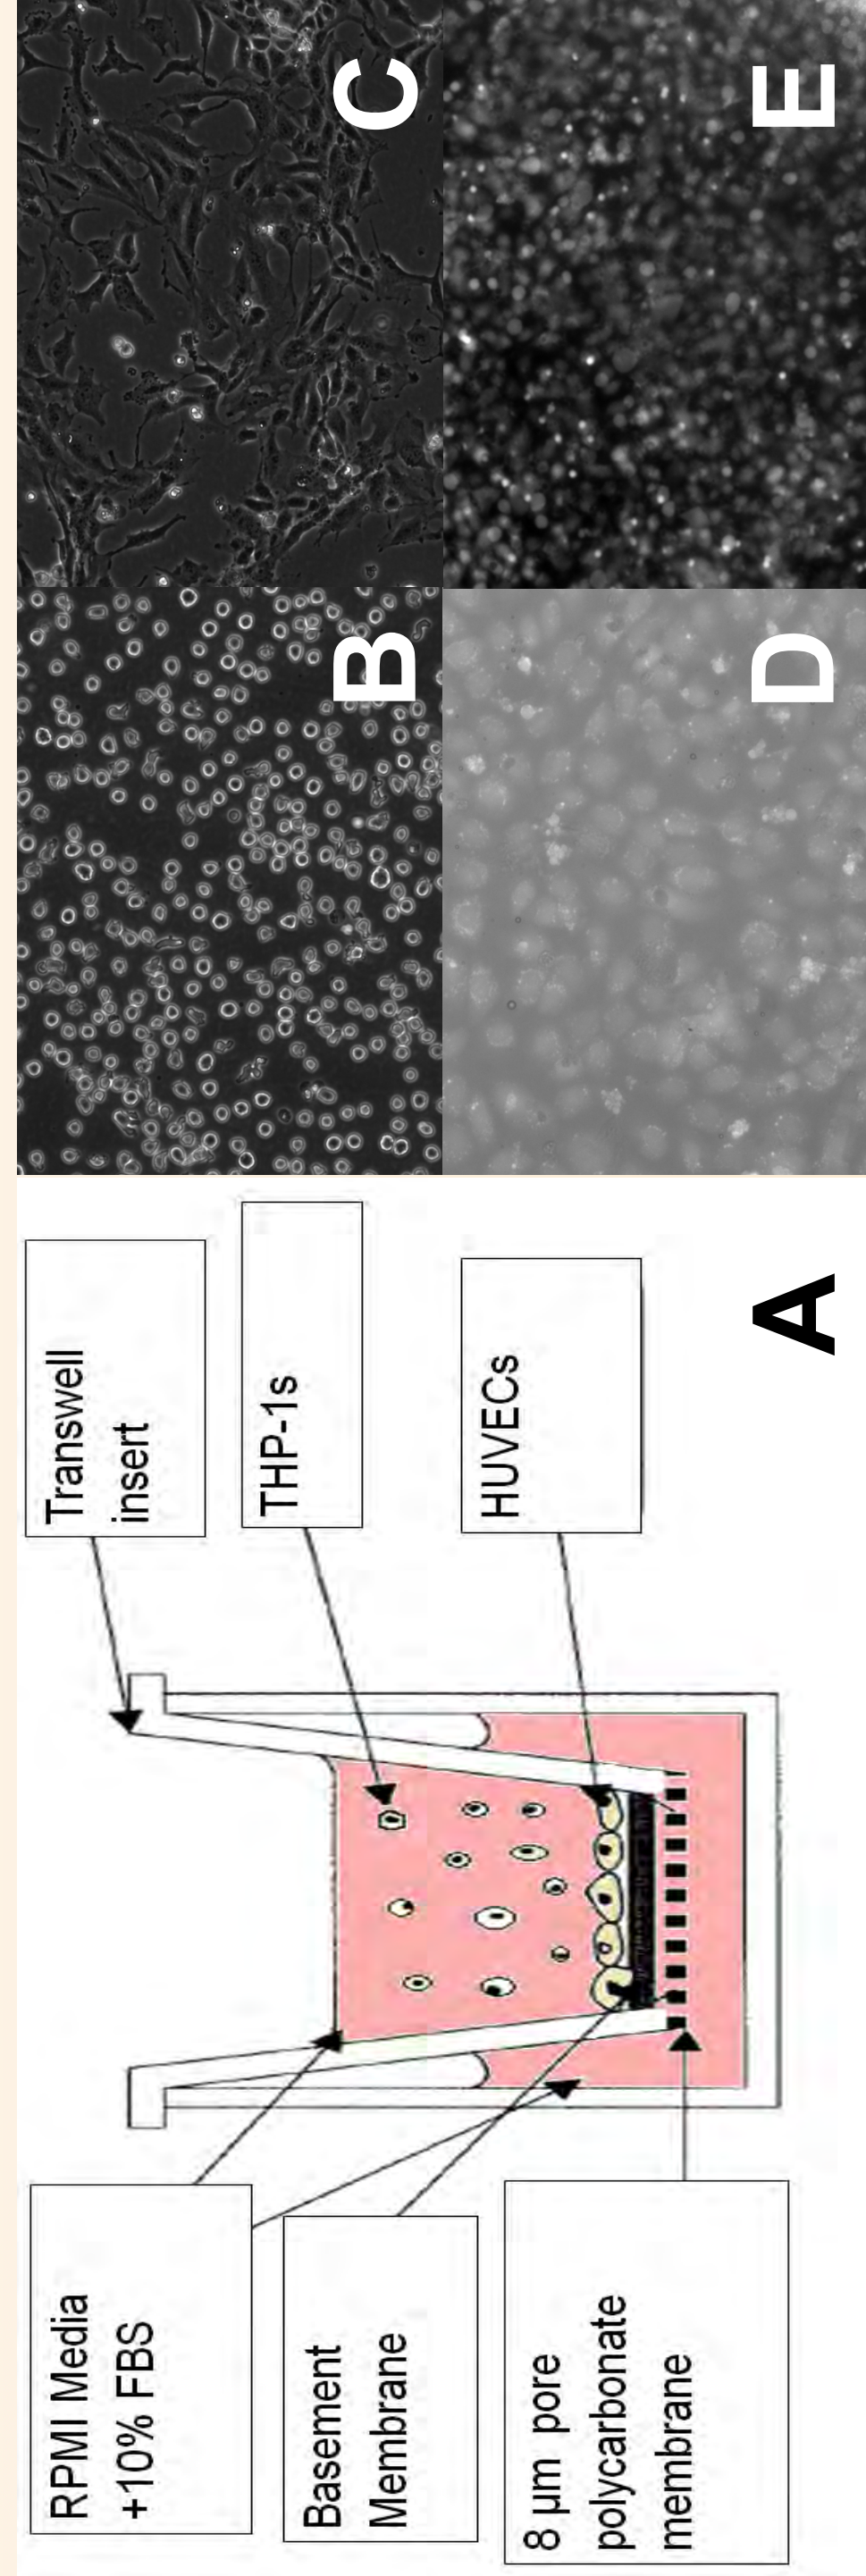 RPMI Media
+10% FBS
Basement
Membrane
8 µm pore
polycarbonate
membrane
Transwell
insert
THP-1s
HUVECs
A
B
C
D
E